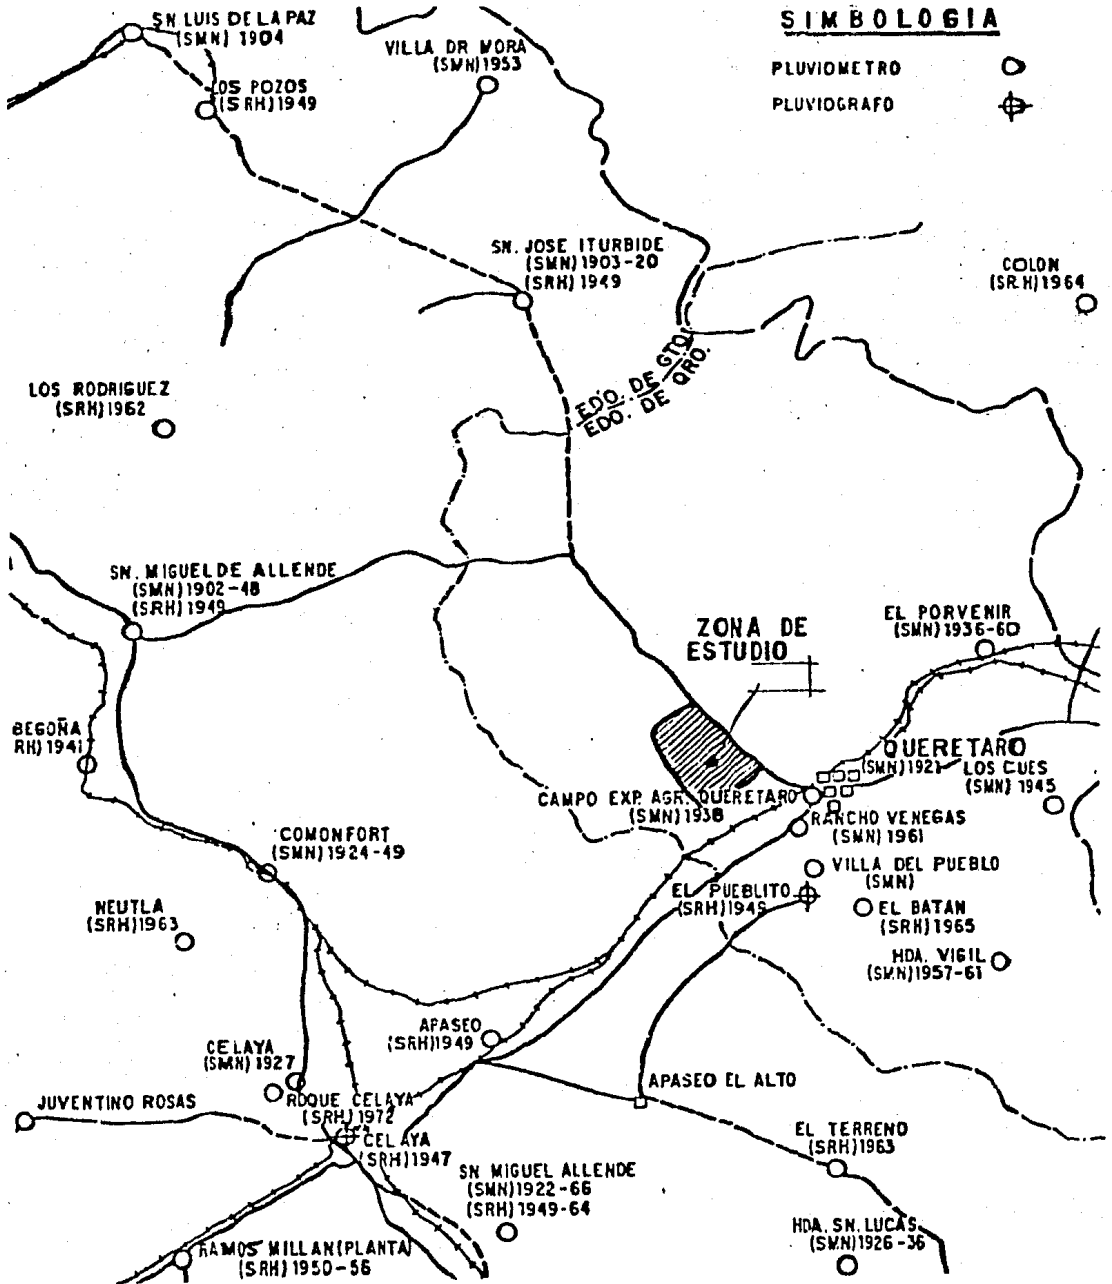 SIMBOLOGIA
PLUVIOMETRO
PLUVIOGRAFO
SN LUIS DE LA PAZ
(SMN) 1904
LOS POZOS
(SRH)1949
VILLA DR MORA
(SMN)1953
SN. JOSE ITURBIDE
(SMN)1903-20
(SRH)1949
COLON
(SRH)1964
EDO. DE GTO.
EDO. DE QRO.
LOS RODRIGUEZ
(SRH)1962
SN. MIGUEL DE ALLENDE
(SMN)1902-48
(SRH)1949
ZONA DE
ESTUDIO
EL PORVENIR
(SMN)1936-60
BEGOÑA
RH)1941
QUERETARO
(SMN)1921
LOS CUES
(SMN) 1945
CAMPO EXP. AGR. QUERETARO
(SMN)1938
RANCHO VENEGAS
(SMN)1961
COMONFORT
(SMN)1924-49
VILLA DEL PUEBLO
(SMN)
EL PUEBLITO
(SRH)1945
EL BATAN
(SRH)1965
NEUTLA
(SRH)1963
HDA. VIGIL
(SMN)1957-61
APASEO
(SRH)1949
CELAYA
(SMN)1927
ROQUE CELAYA
(SRH)1972
APASEO EL ALTO
JUVENTINO ROSAS
CELAYA
(SRH)1947
EL TERRENO
(SRH)1963
SN MIGUEL ALLENDE
(SMN)1922-66
(SRH)1949-64
HDA. SN. LUCAS
(SMN)1926-36
RAMOS MILLAN(PLANTA)
(SRH)1950-56